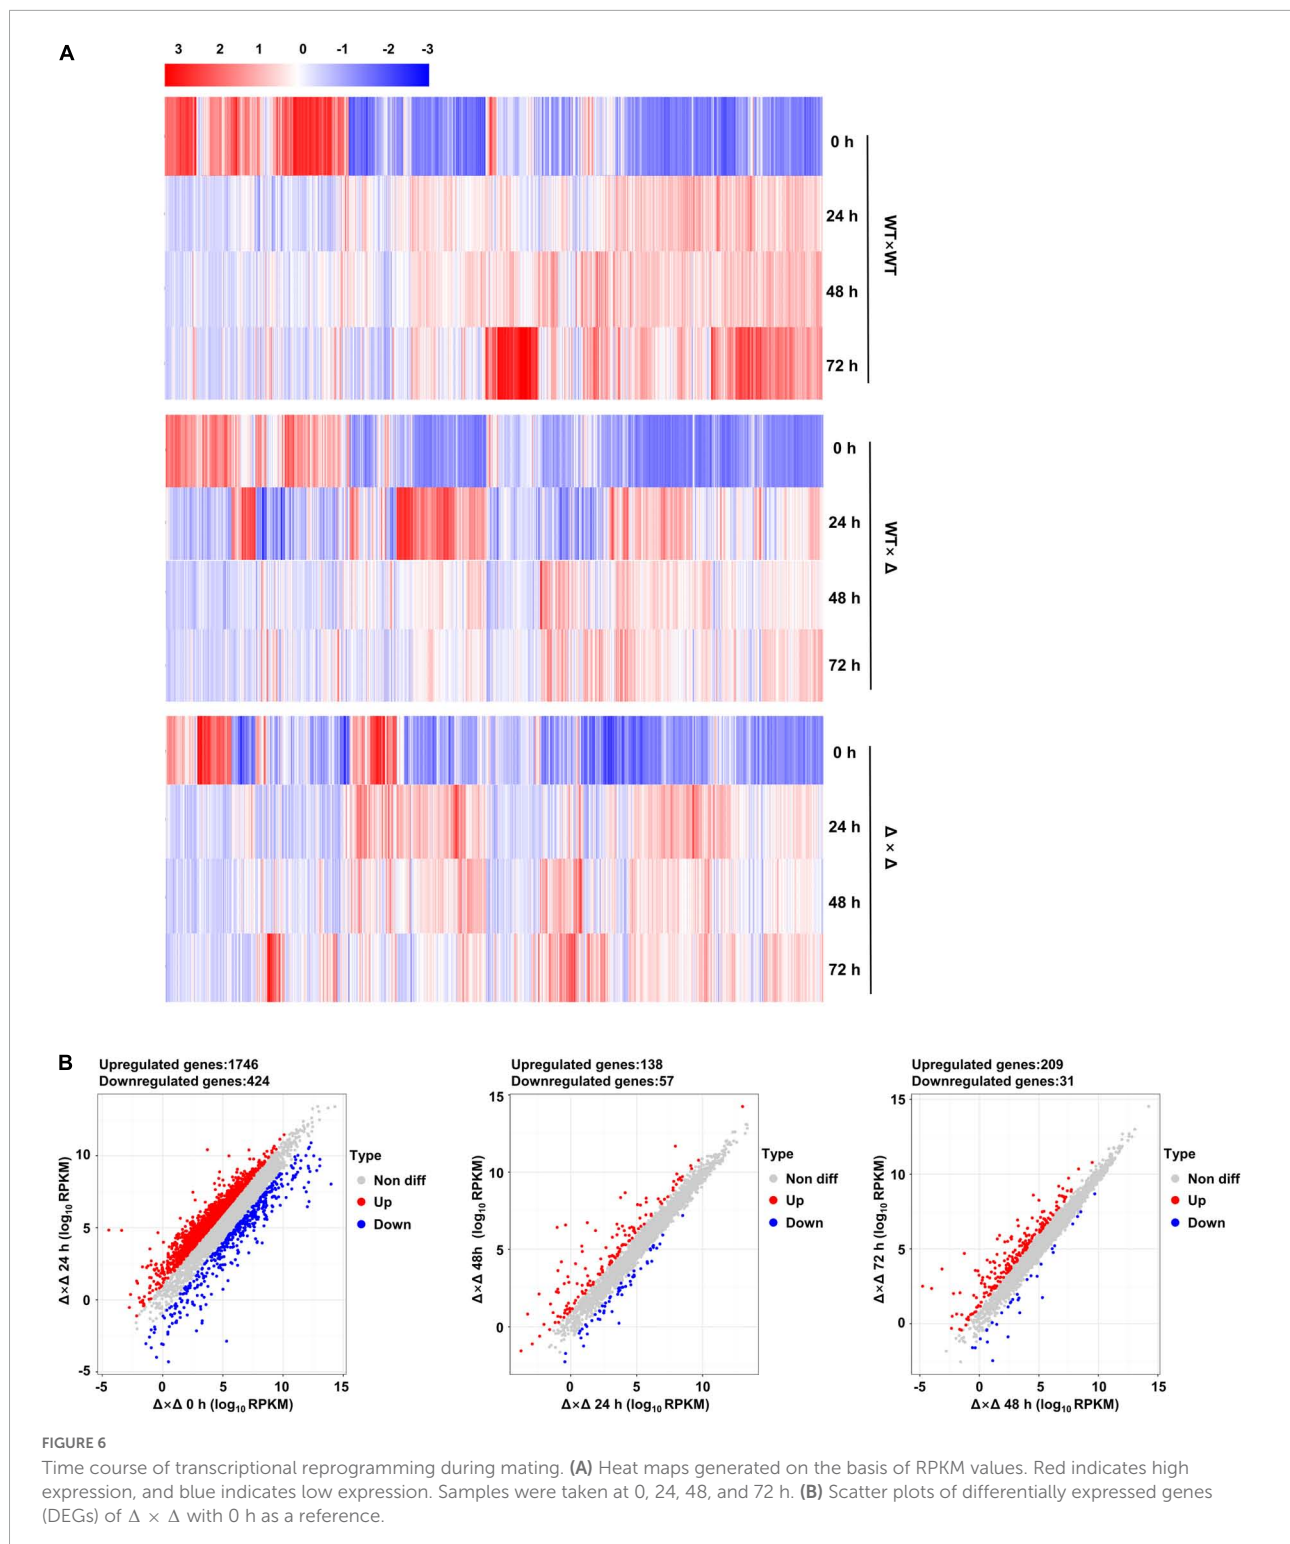 A
3 2 1 0 -1 -2 -3
0 h
24 h
48 h
72 h
WT×WT
0 h
24 h
48 h
72 h
WT× Δ
0 h
24 h
48 h
72 h
Δ × Δ
B
Upregulated genes:1746
Downregulated genes:424
10
5
0
-5
-5 0 5 10 15
Δ×Δ 24 h (log10 RPKM)
Δ×Δ 0 h (log10 RPKM)
Type
Non diff
Up
Down
Upregulated genes:138
Downregulated genes:57
15
10
5
0
0 5 10
Δ×Δ 48h (log10 RPKM)
Δ×Δ 24 h (log10 RPKM)
Type
Non diff
Up
Down
Upregulated genes:209
Downregulated genes:31
15
10
5
0
-5 0 5 10 15
Δ×Δ 72 h (log10 RPKM)
Δ×Δ 48 h (log10 RPKM)
Type
Non diff
Up
Down
FIGURE 6
Time course of transcriptional reprogramming during mating. (A) Heat maps generated on the basis of RPKM values. Red indicates high
expression, and blue indicates low expression. Samples were taken at 0, 24, 48, and 72 h. (B) Scatter plots of differentially expressed genes
(DEGs) of Δ × Δ with 0 h as a reference.